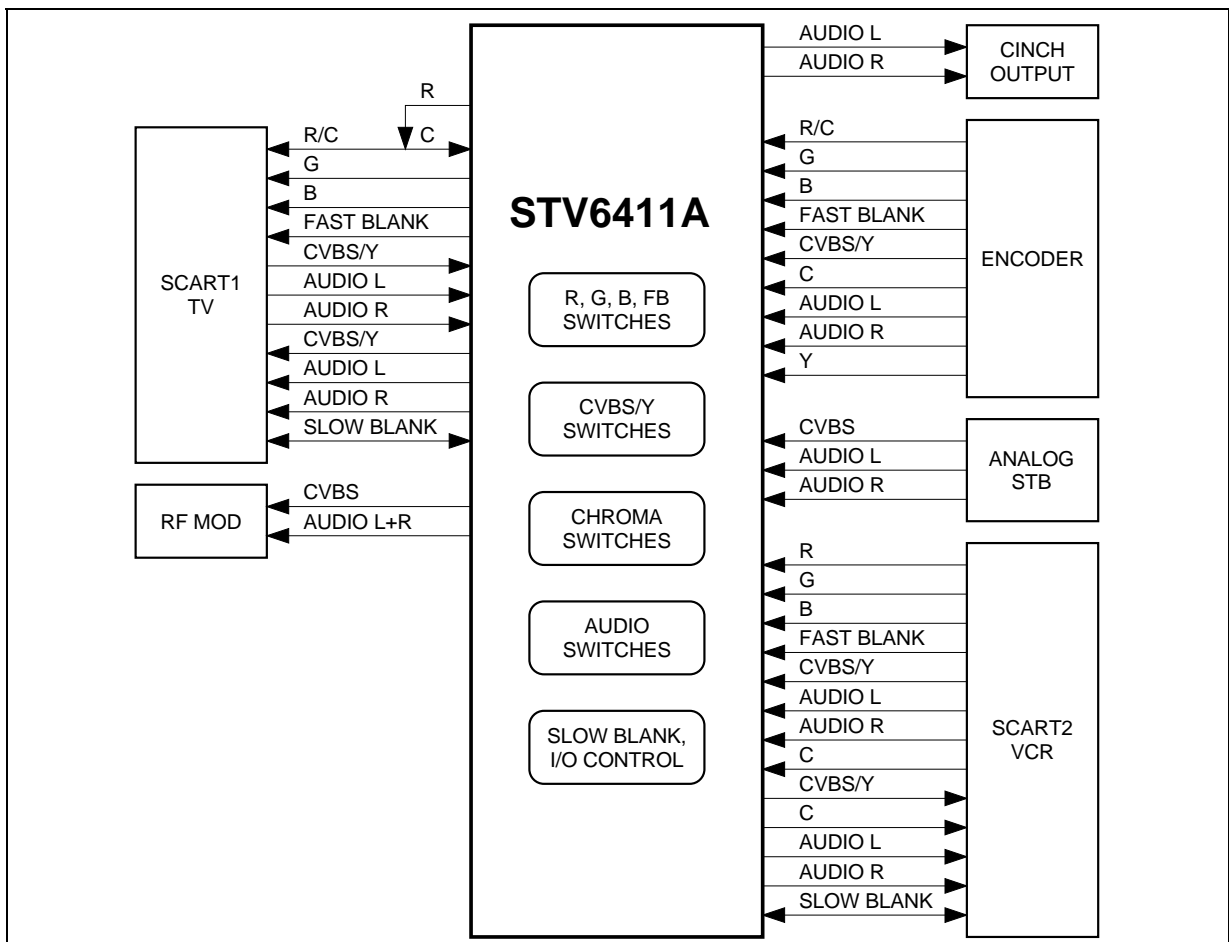 R
R/C
C
G
B
FAST BLANK
CVBS/Y
AUDIO L
AUDIO R
CVBS/Y
AUDIO L
AUDIO R
SLOW BLANK
SCART1
TV
CVBS
AUDIO L+R
RF MOD
STV6411A
R, G, B, FB
SWITCHES
CVBS/Y
SWITCHES
CHROMA
SWITCHES
AUDIO
SWITCHES
SLOW BLANK,
I/O CONTROL
AUDIO L
AUDIO R
CINCH
OUTPUT
R/C
G
B
FAST BLANK
CVBS/Y
C
AUDIO L
AUDIO R
Y
ENCODER
CVBS
AUDIO L
AUDIO R
ANALOG
STB
R
G
B
FAST BLANK
CVBS/Y
AUDIO L
AUDIO R
C
CVBS/Y
C
AUDIO L
AUDIO R
SLOW BLANK
SCART2
VCR